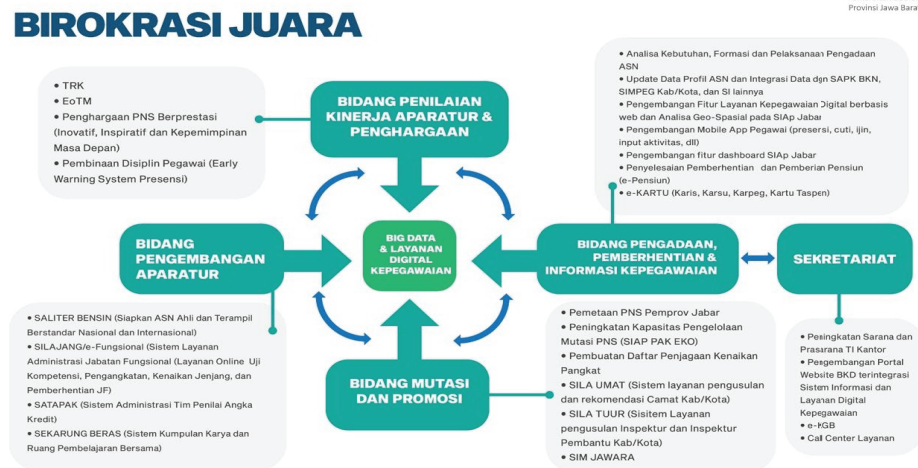 Provinsi Jawa Bara
BIROKRASI JUARA
• TRK
• EoTM
• Penghargaan PNS Berprestasi
(Inovatif, Inspiratif dan Kepemimpinan
Masa Depan)
• Pembinaan Disiplin Pegawai (Early
Warning System Presensi)
BIDANG PENILAIAN
KINERJA APARATUR &
PENGHARGAAN
• Analisa Kebutuhan, Formasi dan Pelaksanaan Pengadaan
ASN
• Update Data Profil ASN dan Integrasi Data dgn SAPK BKN,
SIMPEG Kab/Kota, dan SI lainnya
• Pengembangan Fitur Layanan Kepegawaian Digital berbasis
web dan Analisa Geo-Spasial pada SIAp Jabar
• Pengembangan Mobile App Pegawai (presensi, cuti, ijin,
input aktivitas, dll)
• Pengembangan fitur dashboard SIAp Jabar
• Penyelesaian Pemberhentian dan Pemberian Pensiun
(e-Pensiun)
• e-KARTU (Karis, Karsu, Karpeg, Kartu Taspen)
BIDANG
PENGEMBANGAN
APARATUR
BIG DATA
& LAYANAN
DIGITAL
KEPEGAWAIAN
BIDANG PENGADAAN,
PEMBERHENTIAN
& INFORMASI KEPEGAWAIAN
SEKRETARIAT
• SALITER BENSIN (Siapkan ASN Ahli dan Terampil
Berstandar Nasional dan Internasional)
• SILAJANG/e-Fungsional (Sistem Layanan
Administrasi Jabatan Fungsional (Layanan Online Uji
Kompetensi, Pengangkatan, Kenaikan Jenjang, dan
Pemberhentian JF)
• SATAPAK (Sistem Administrasi Tim Penilai Angka
Kredit)
• SEKARUNG BERAS (Sistem Kumpulan Karya dan
Ruang Pembelajaran Bersama)
BIDANG MUTASI
DAN PROMOSI
• Pemetaan PNS Pemprov Jabar
• Peningkatan Kapasitas Pengelolaan
Mutasi PNS (SIAP PAK EKO)
• Pembuatan Daftar Penjagaan Kenaikan
Pangkat
• SILA UMAT (Sistem layanan pengusulan
dan rekomendasi Camat Kab/Kota)
• SILA TUUR (Sisitem Layanan
pengusulan Inspektur dan Inspektur
Pembantu Kab/Kota)
• SIM JAWARA
• Peningkatan Sarana dan
Prasarana TI Kantor
• Pengembangan Portal
Website BKD terintegrasi
Sistem Informasi dan
Layanan Digital
Kepegawaian
• e-KGB
• Call Center Layanan